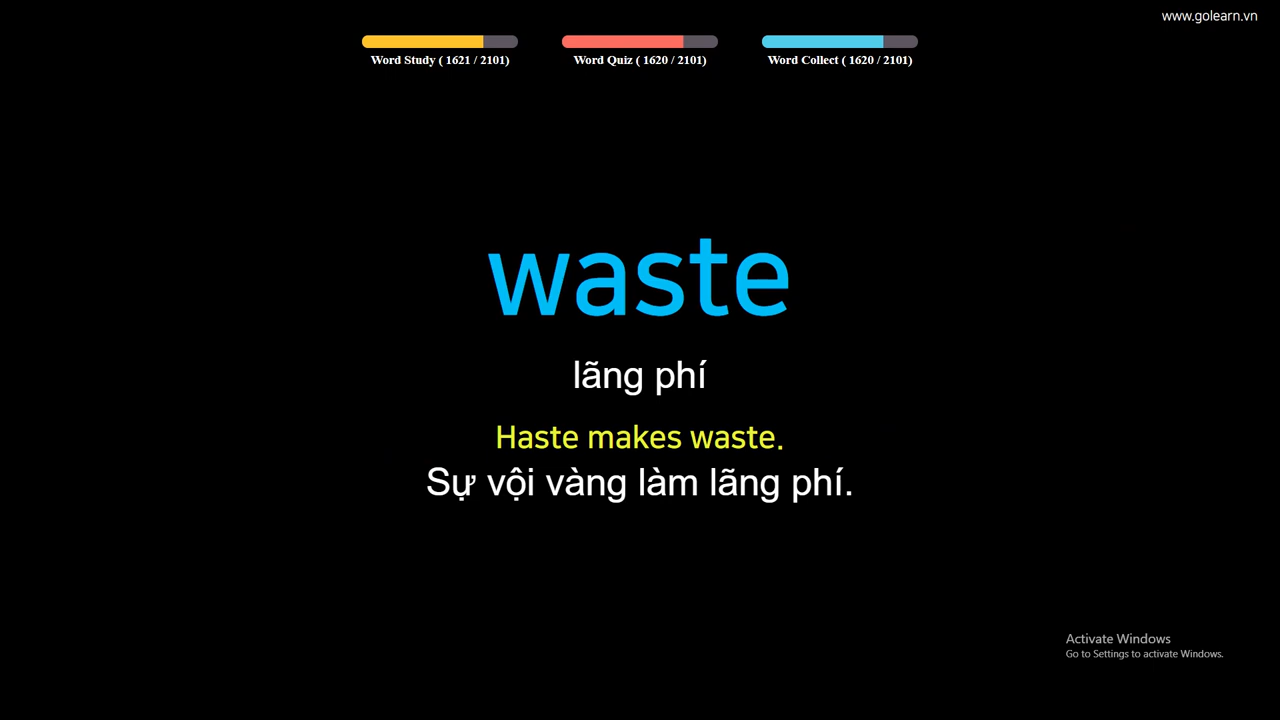 www.golearn.vn
Word Study ( 1621 / 2101) Word Quiz ( 1620 / 2101) Word Collect ( 1620 / 2101)
waste
lãng phí
Haste makes waste.
Sự vội vàng làm lãng phí.
Activate Windows
Go to Settings to activate Windows.